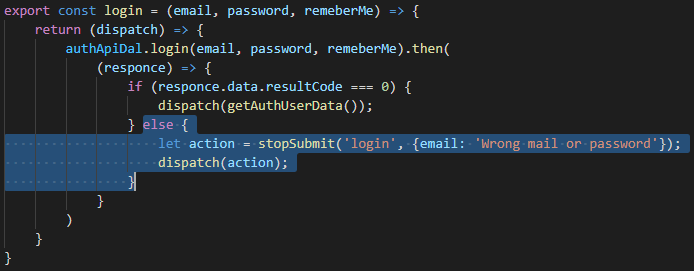 export const login = (email, password, remeberMe) => {
    return (dispatch) => {
        authApiDal.login(email, password, remeberMe).then(
            (responce) => {
                if (responce.data.resultCode === 0) {
                    dispatch(getAuthUserData());
                } else {
                    let action = stopSubmit('login', {email: 'Wrong mail or password'});
                    dispatch(action);
                }
            }
        )
    }
}